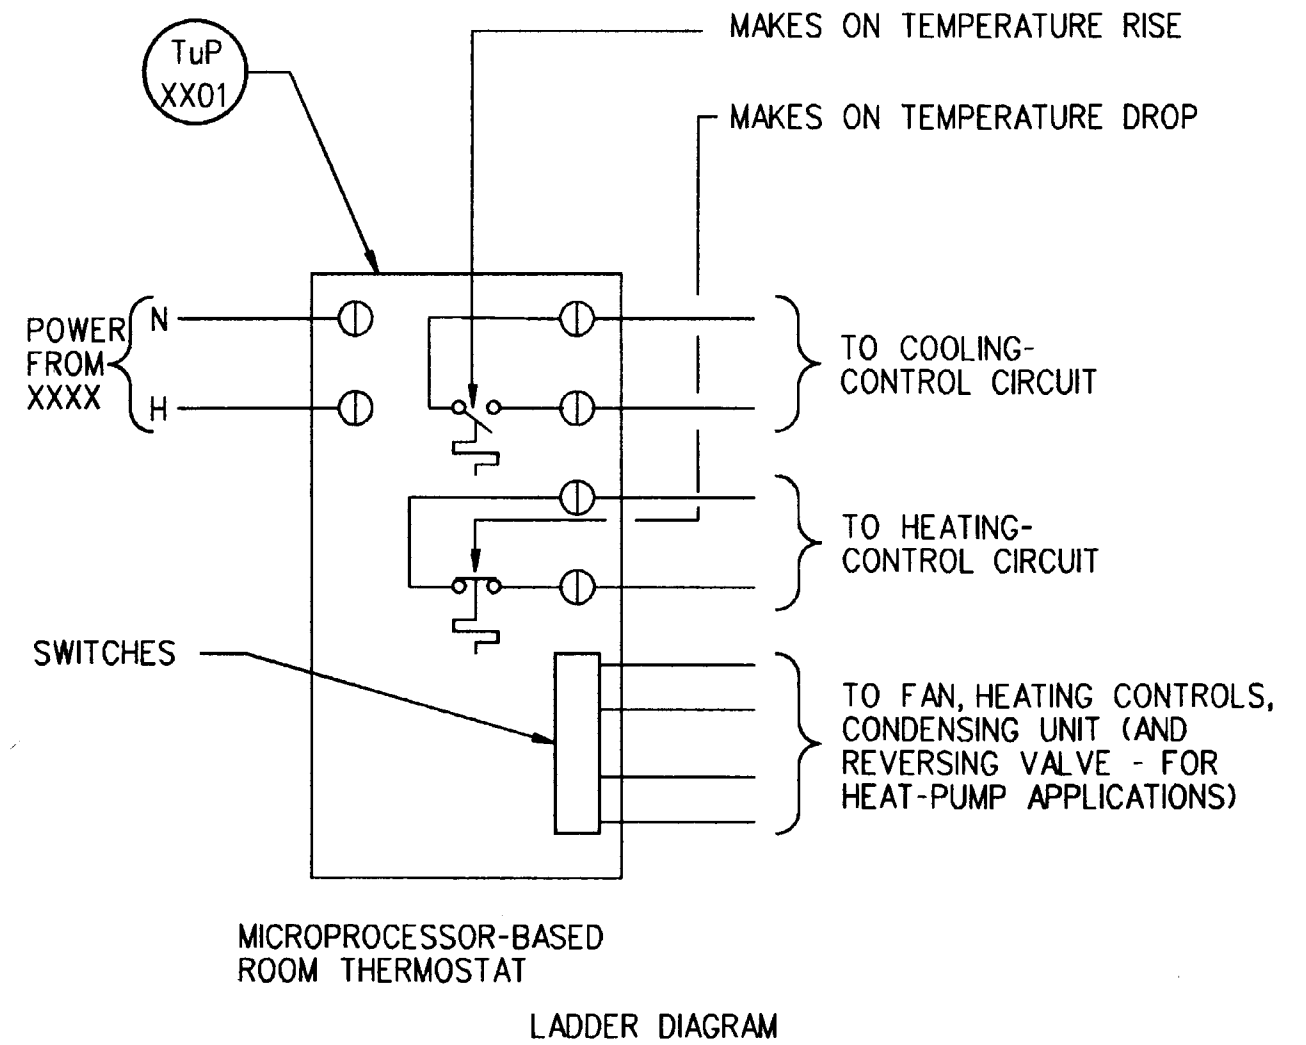 MAKES ON TEMPERATURE RISE
TuP
XX01
MAKES ON TEMPERATURE DROP
POWER
FROM
XXXX
N
H
TO COOLING-
CONTROL CIRCUIT
TO HEATING-
CONTROL CIRCUIT
SWITCHES
TO FAN, HEATING CONTROLS,
CONDENSING UNIT (AND
REVERSING VALVE - FOR
HEAT-PUMP APPLICATIONS)
MICROPROCESSOR-BASED
ROOM THERMOSTAT
LADDER DIAGRAM